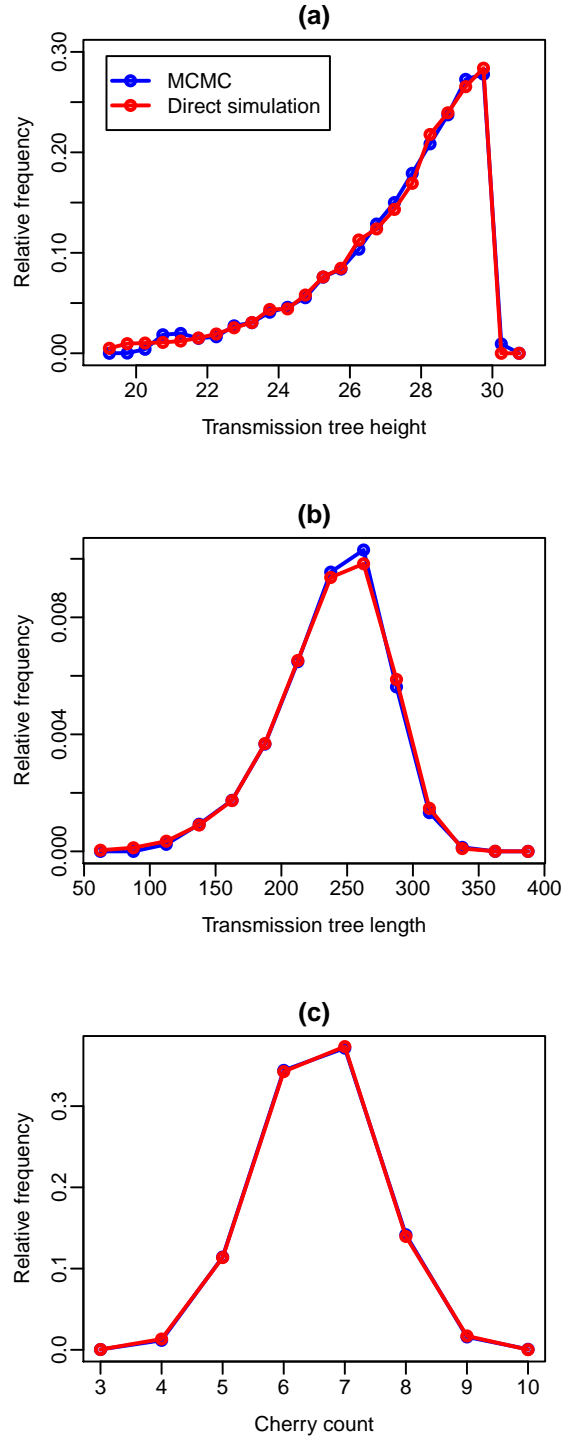 (a)
Relative frequency
0.30
0.20
0.10
0.00
MCMC
Direct simulation
20 22 24 26 28 30
Transmission tree height
(b)
Relative frequency
0.008
0.004
0.000
50 100 150 200 250 300 350 400
Transmission tree length
(c)
Relative frequency
0.3
0.2
0.1
0.0
3 4 5 6 7 8 9 10
Cherry count